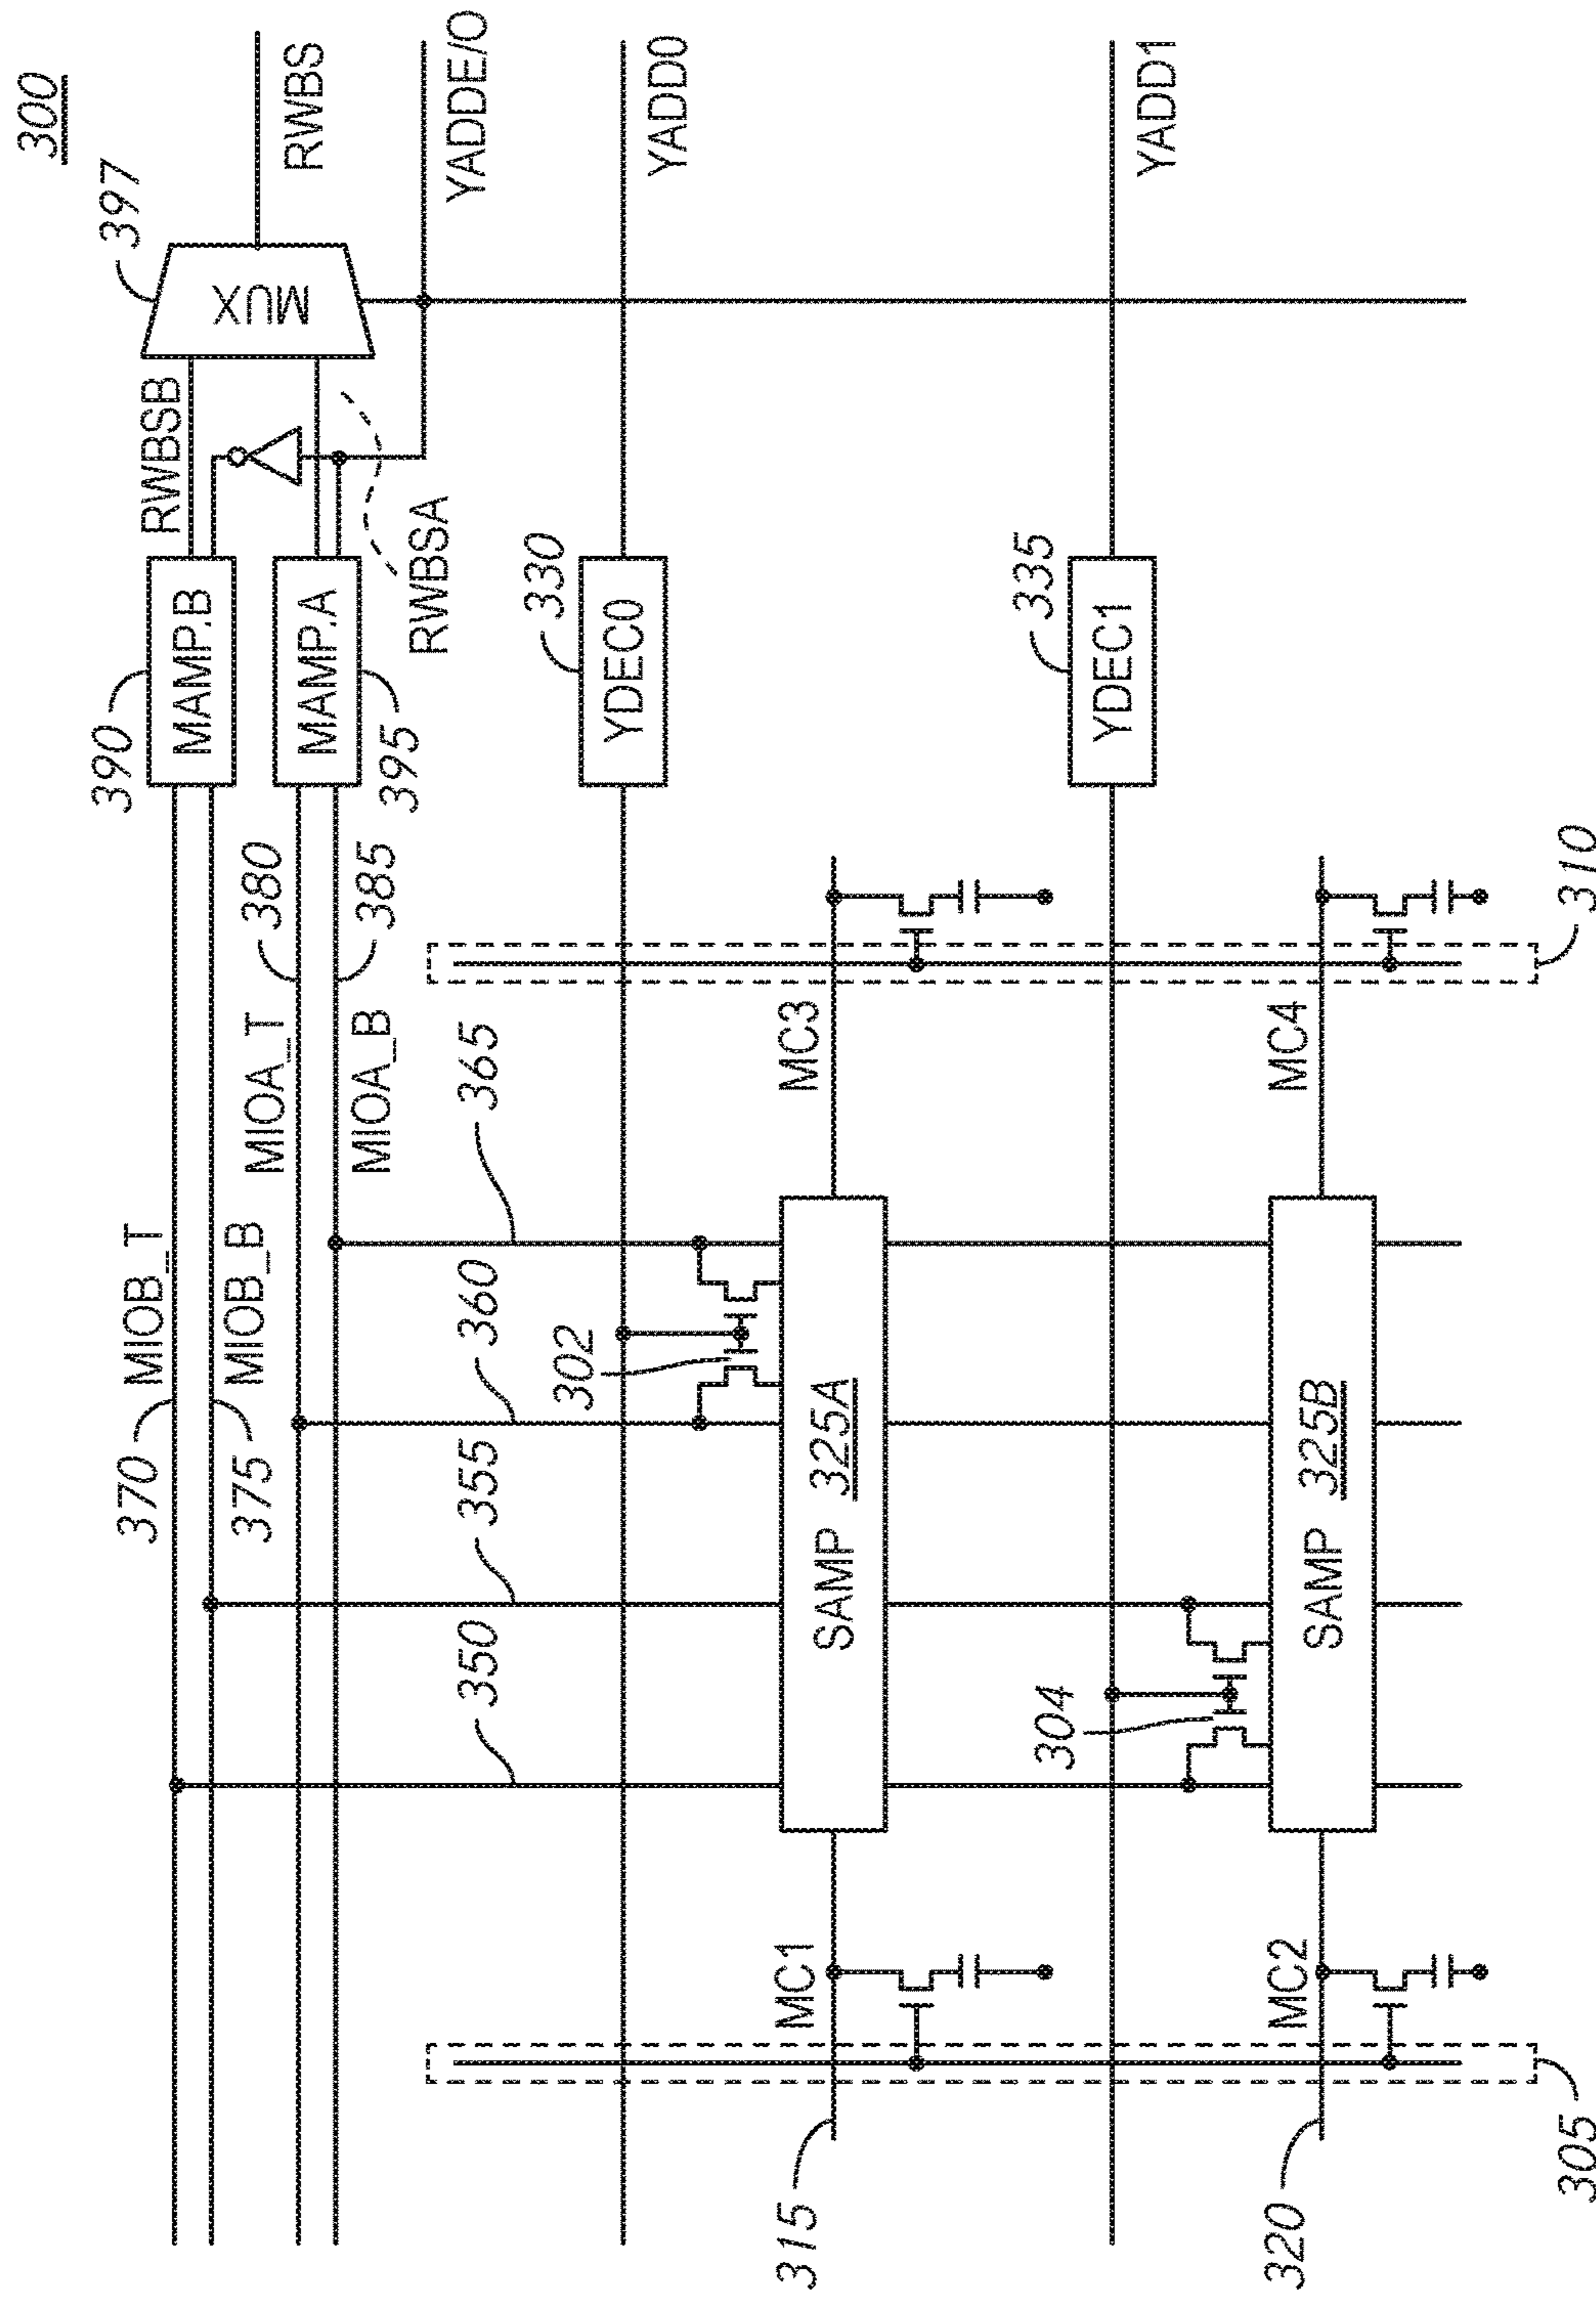 300
397
RWBS
YADDE/O
YADD0
YADD1
MUX
RWBSB
RWBSA
390
MAMP.B
MAMP.A
395
330
YDEC0
335
YDEC1
380
385
MIOA_T
MIOA_B
MIOB_T
MIOB_B
370
375
365
360
355
350
302
304
MC3
MC4
310
SAMP 325A
SAMP 325B
MC1
MC2
315
320
305